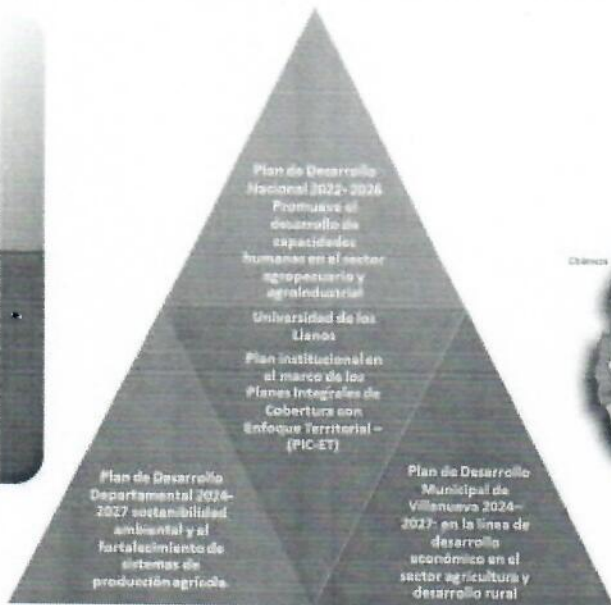 Plan de Desarrollo
Nacional 2022- 2026
Promueve el
desarrollo de
capacidades
humanas en el sector
agropecuario y
agroindustrial
Universidad de los
Llanos
Plan institucional en
el marco de los
Planes Integrales de
Cobertura con
Enfoque Territorial –
(PIC-ET)
Plan de Desarrollo
Departamental 2024-
2027 sostenibilidad
ambiental y el
fortalecimiento de
sistemas de
producción agrícola.
Plan de Desarrollo
Municipal de
Villanueva 2024–
2027: en la línea de
desarrollo
económico en el
sector agricultura y
desarrollo rural